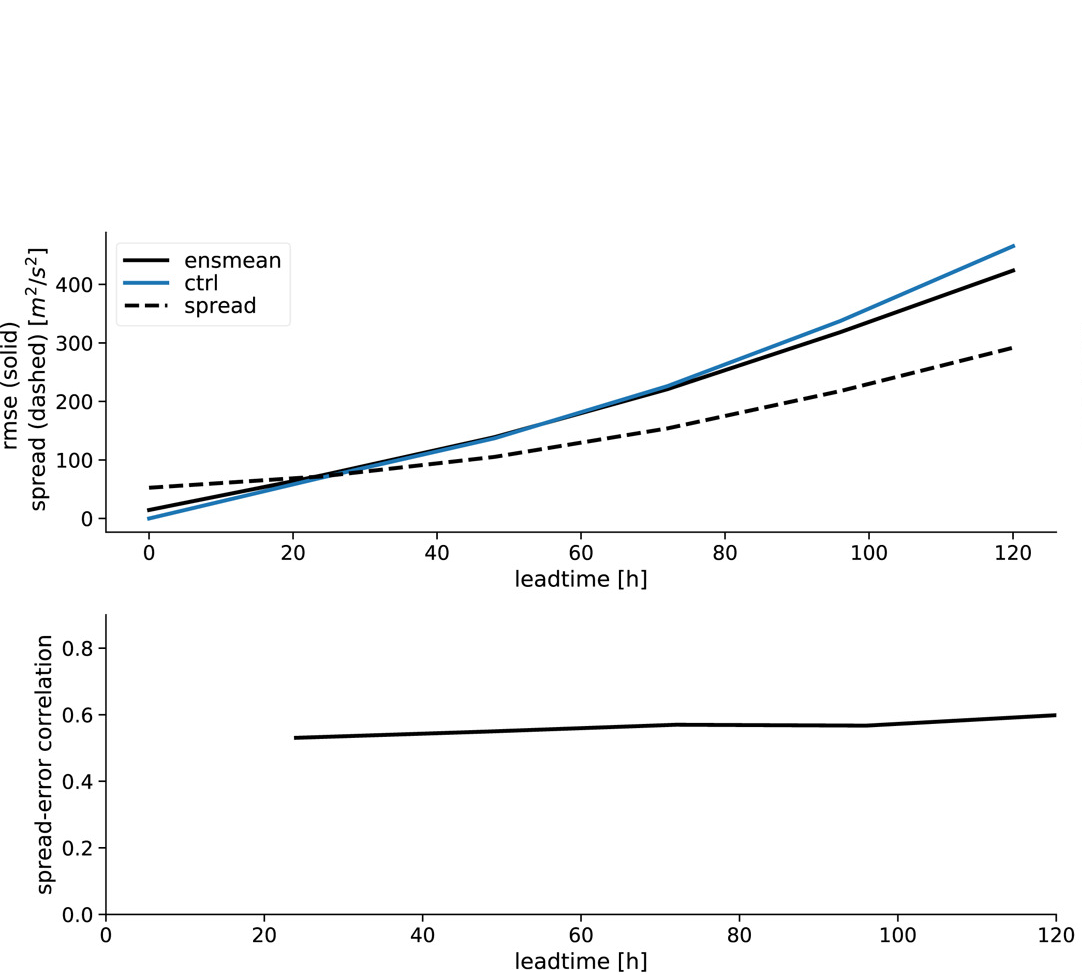 rmse (solid)
spread (dashed) [m²/s²]
400
300
200
100
0
ensmean
ctrl
spread
0 20 40 60 80 100 120
leadtime [h]
spread-error correlation
0.8
0.6
0.4
0.2
0.0
0 20 40 60 80 100 120
leadtime [h]